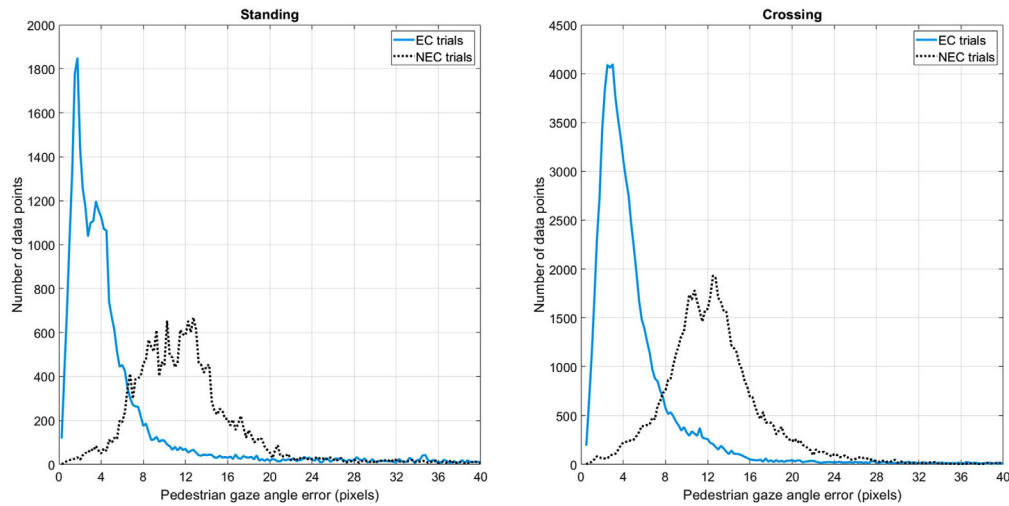 Standing
EC trials
NEC trials
Number of data points
2000
1800
1600
1400
1200
1000
800
600
400
200
0
0 4 8 12 16 20 24 28 32 36 40
Pedestrian gaze angle error (pixels)
Crossing
EC trials
NEC trials
Number of data points
4500
4000
3500
3000
2500
2000
1500
1000
500
0
0 4 8 12 16 20 24 28 32 36 40
Pedestrian gaze angle error (pixels)